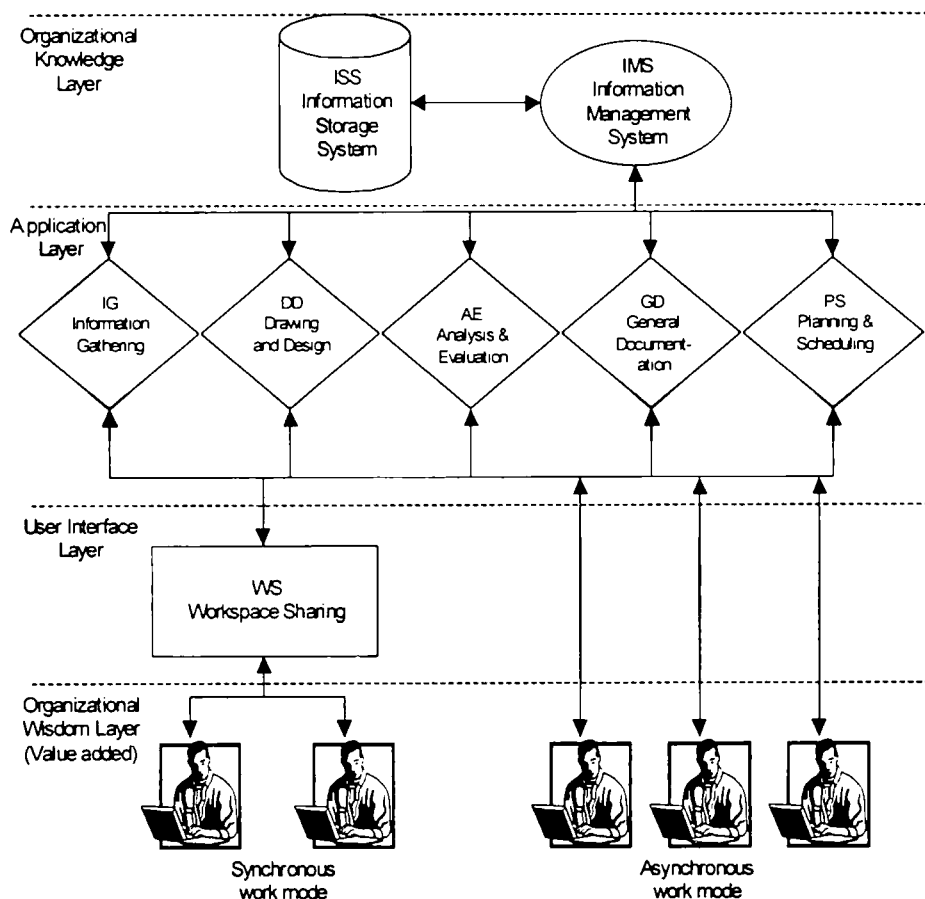 Organizational
Knowledge
Layer
ISS
Information
Storage
System
IMS
Information
Management
System
Application
Layer
IG
Information
Gathering
DD
Drawing
and Design
AE
Analysis &
Evaluation
GD
General
Document-
ation
PS
Planning &
Scheduling
User Interface
Layer
WS
Workspace Sharing
Organizational
Wisdom Layer
(Value added)
Synchronous
work mode
Asynchronous
work mode